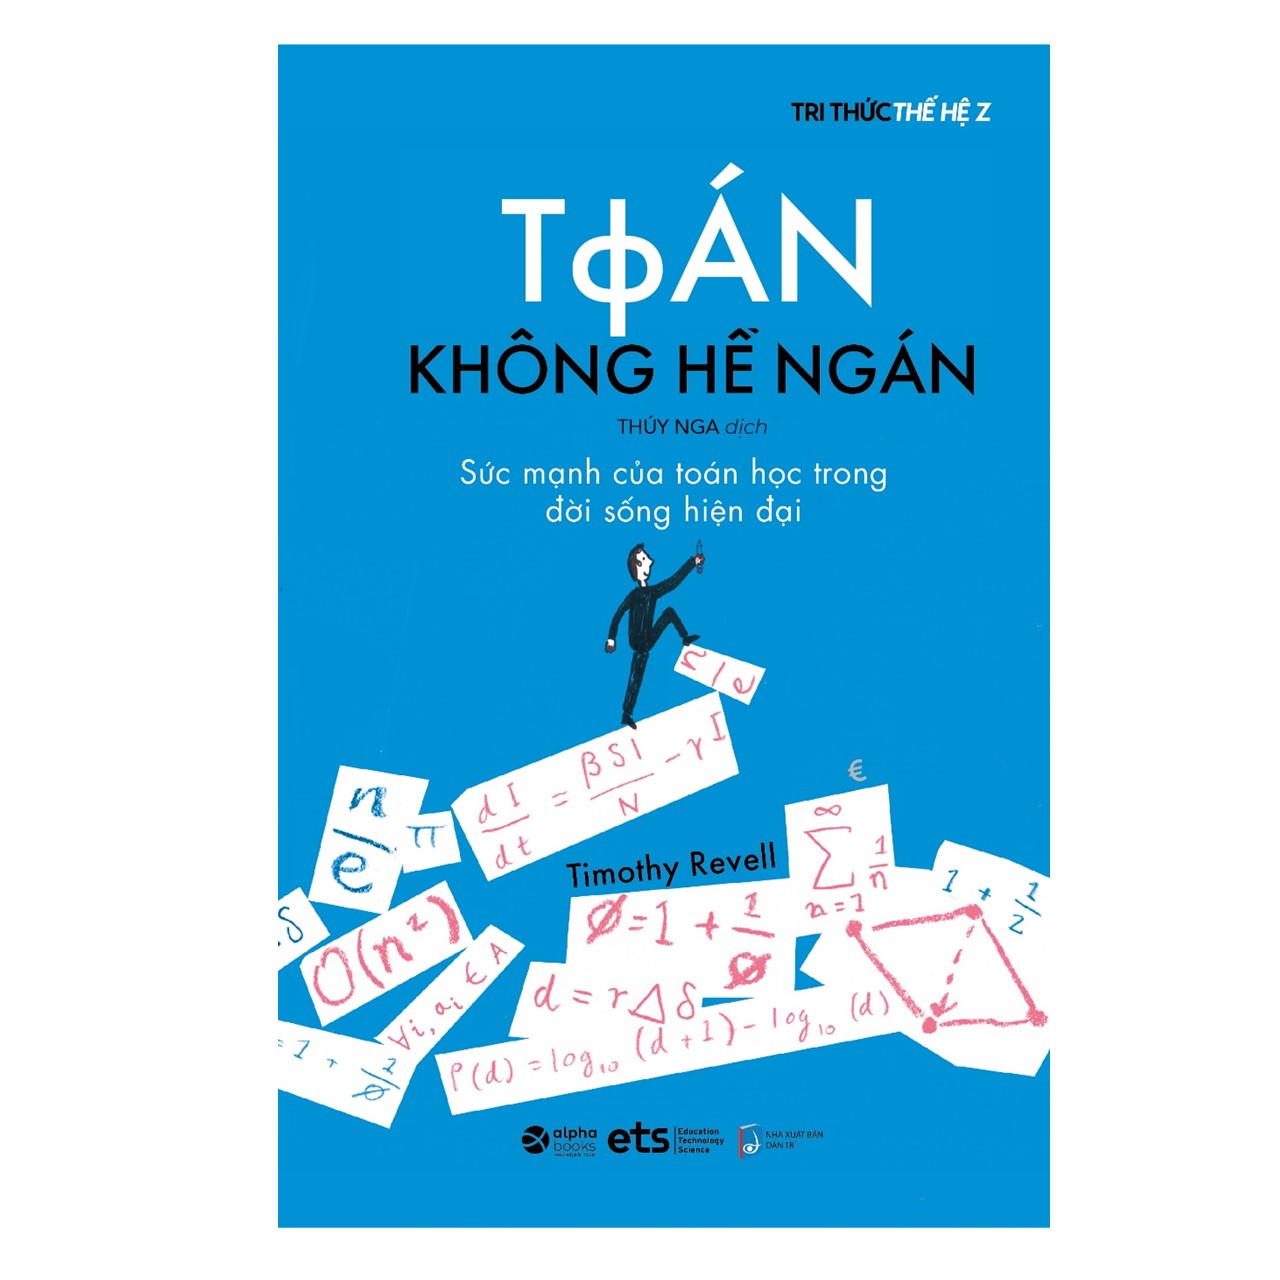 TRI THỨC THẾ HỆ Z
TϕÁN
KHÔNG HỀ NGÁN
THÚY NGA dịch
Sức mạnh của toán học trong
đời sống hiện đại
n/e
dI/dt = βSI/N - γI
n/e
π
€
∞
∑ 1/n
n=1
Timothy Revell
1 + 1/2
δ
O(n²)
∅ = 1 + 1/∅
∀i, aᵢ ∈ A
d = r Δ δ
= 1 + ∅/2
P(d) = log₁₀ (d+1) - log₁₀ (d)
alpha
books
ets
Education
Technology
Science
NHÀ XUẤT BẢN
DÂN TRÍ